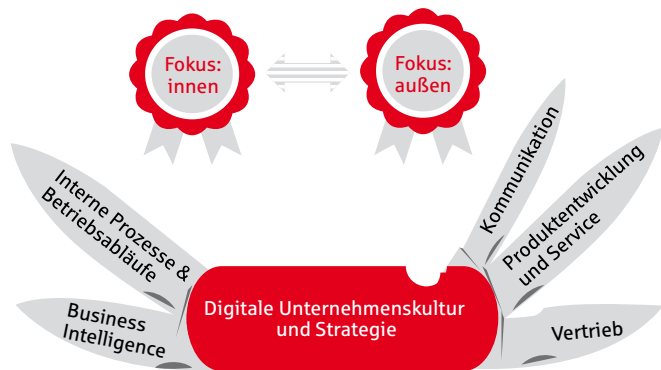 Fokus:
innen
Fokus:
außen
Interne Prozesse &
Betriebsabläufe
Business
Intelligence
Digitale Unternehmenskultur
und Strategie
Kommunikation
Produktentwicklung
und Service
Vertrieb